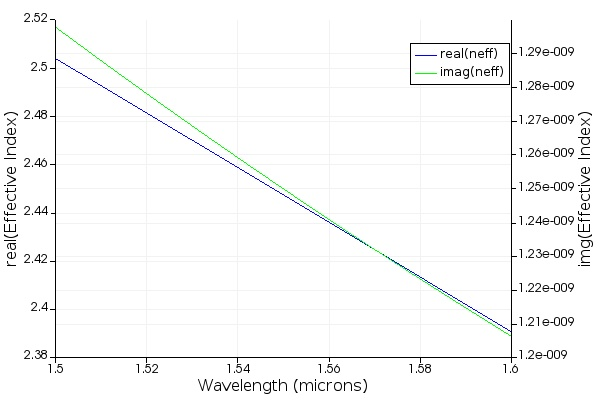 2.52
2.5
2.48
2.46
2.44
2.42
2.4
2.38
real(Effective Index)
1.5
1.52
1.54
1.56
1.58
1.6
Wavelength (microns)
real(neff)
imag(neff)
1.29e-009
1.28e-009
1.27e-009
1.26e-009
1.25e-009
1.24e-009
1.23e-009
1.22e-009
1.21e-009
1.2e-009
img(Effective Index)